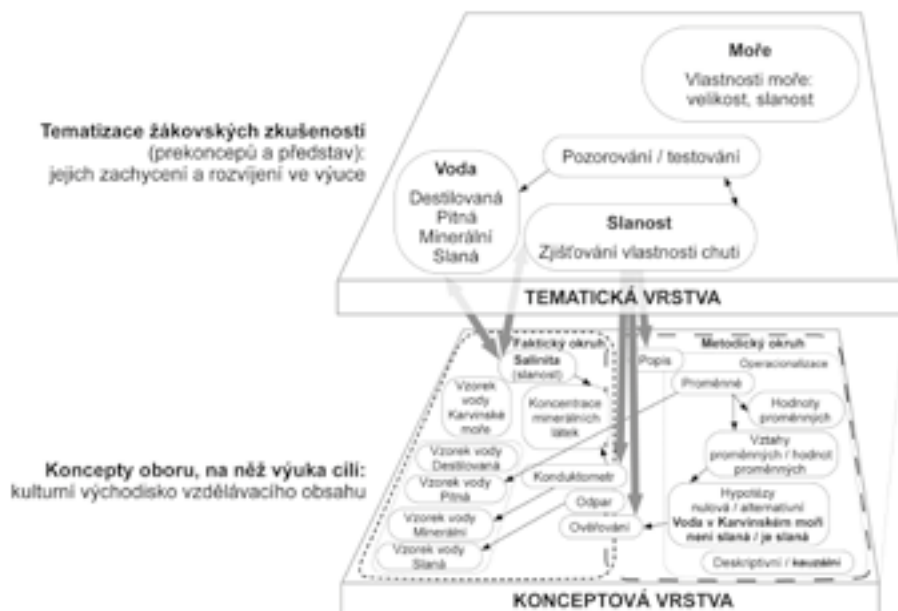 Moře
Vlastnosti moře:
velikost, slanost
Tematizace žákovských zkušeností
(prekonceptů a představ):
jejich zachycení a rozvíjení ve výuce
Pozorování / testování
Voda
Destilovaná
Pitná
Minerální
Slaná
Slanost
Zjišťování vlastnosti chuti
TEMATICKÁ VRSTVA
Faktický okruh
Metodický okruh
Salinita
(slanost)
Popis
Operacionalizace
Proměnné
Vzorek
vody
Karvinské
moře
Koncentrace
minerálních
látek
Hodnoty
proměnných
Vztahy
proměnných / hodnot
proměnných
Koncepty oboru, na něž výuka cílí:
kulturní východisko vzdělávacího obsahu
Vzorek vody
Destilovaná
Vzorek vody
Pitná
Konduktometr
Odpar
Vzorek vody
Minerální
Ověřování
Hypotézy
nulová / alternativní
Voda v Karvinském moři
není slaná / je slaná
Vzorek vody
Slaná
Deskriptivní / kauzální
KONCEPTOVÁ VRSTVA